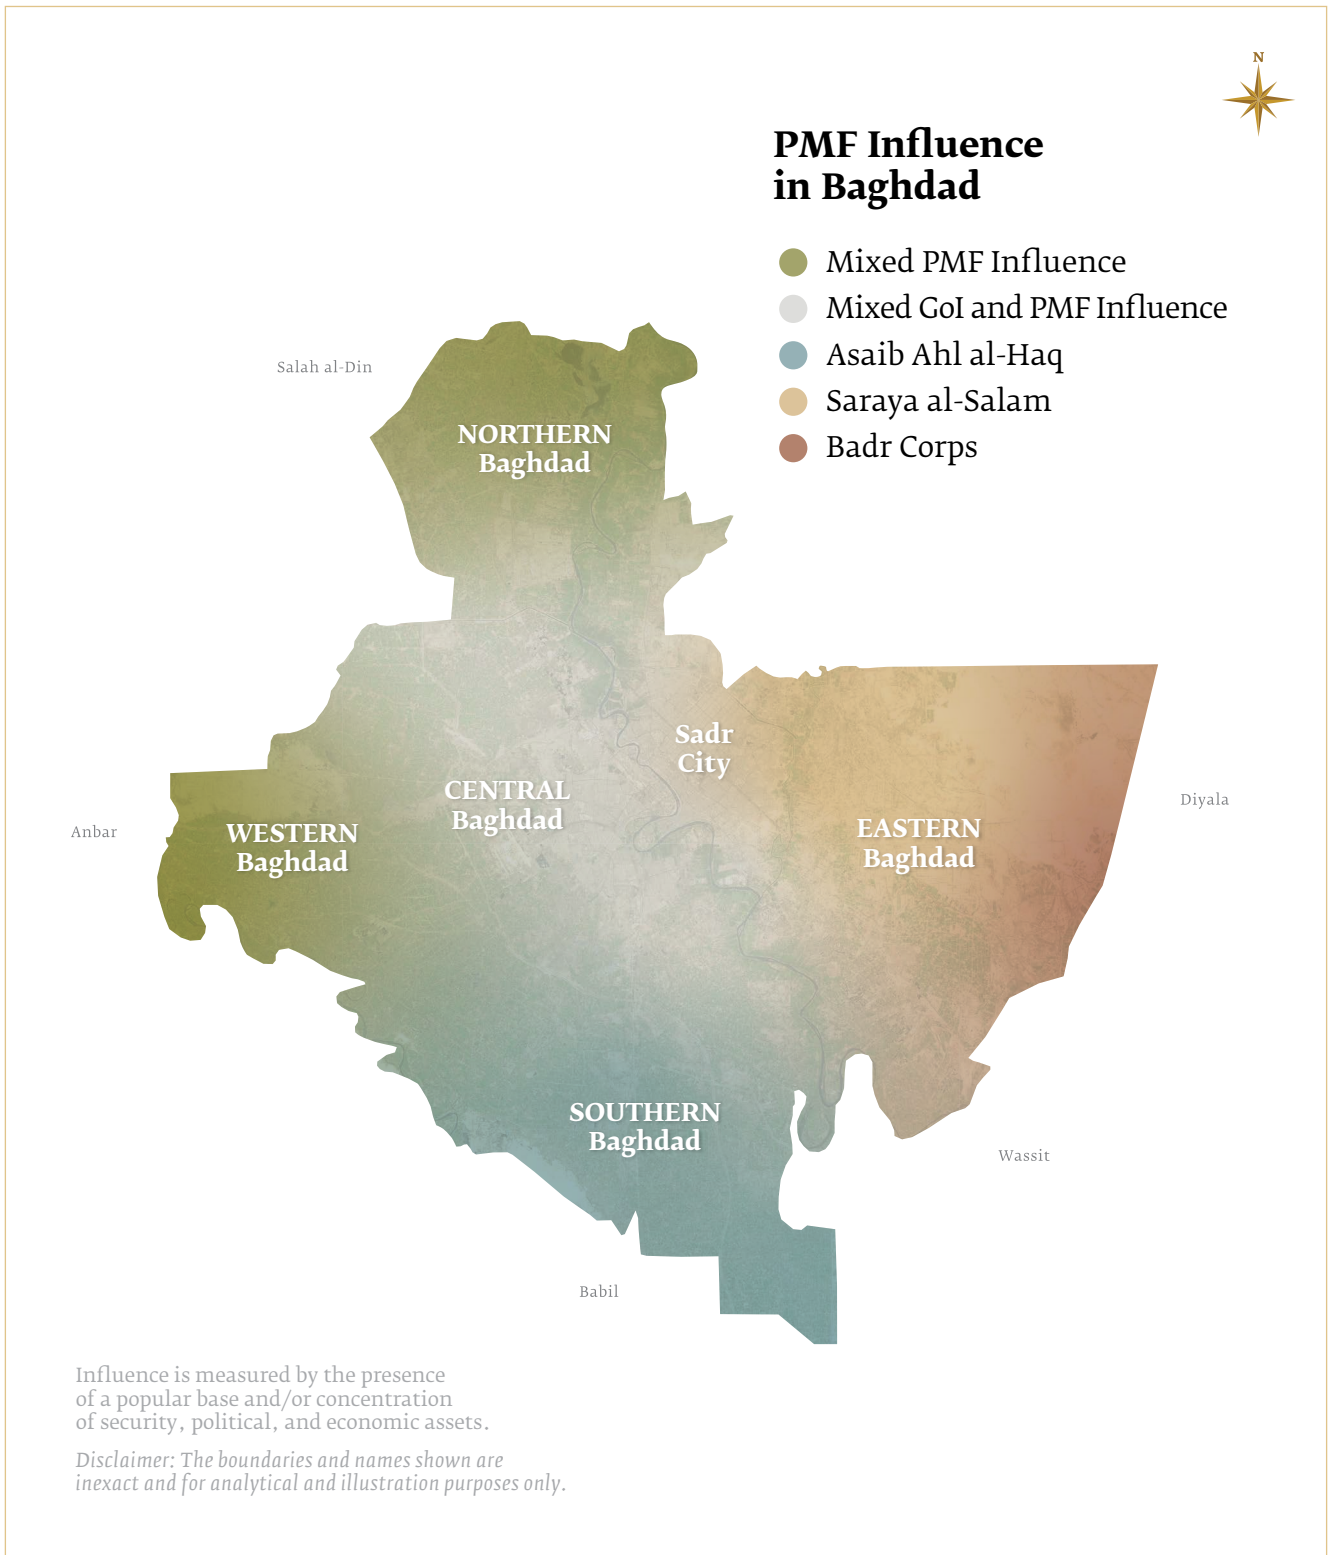 N
PMF Influence
in Baghdad
Mixed PMF Influence
Mixed GoI and PMF Influence
Asaib Ahl al-Haq
Saraya al-Salam
Badr Corps
Salah al-Din
NORTHERN
Baghdad
Sadr
City
CENTRAL
Baghdad
Diyala
Anbar
WESTERN
Baghdad
EASTERN
Baghdad
SOUTHERN
Baghdad
Wassit
Babil
Influence is measured by the presence
of a popular base and/or concentration
of security, political, and economic assets.
Disclaimer: The boundaries and names shown are
inexact and for analytical and illustration purposes only.